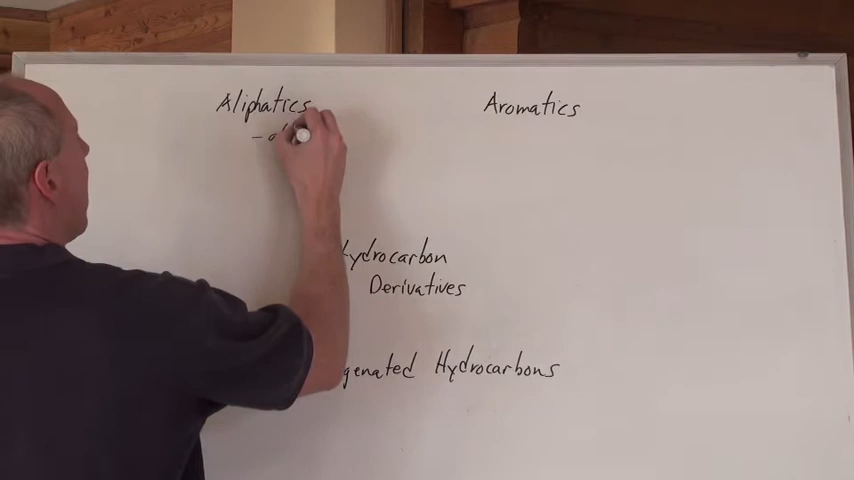 Aliphatics
Aromatics
ydrocarbon
Derivatives
genated Hydrocarbons